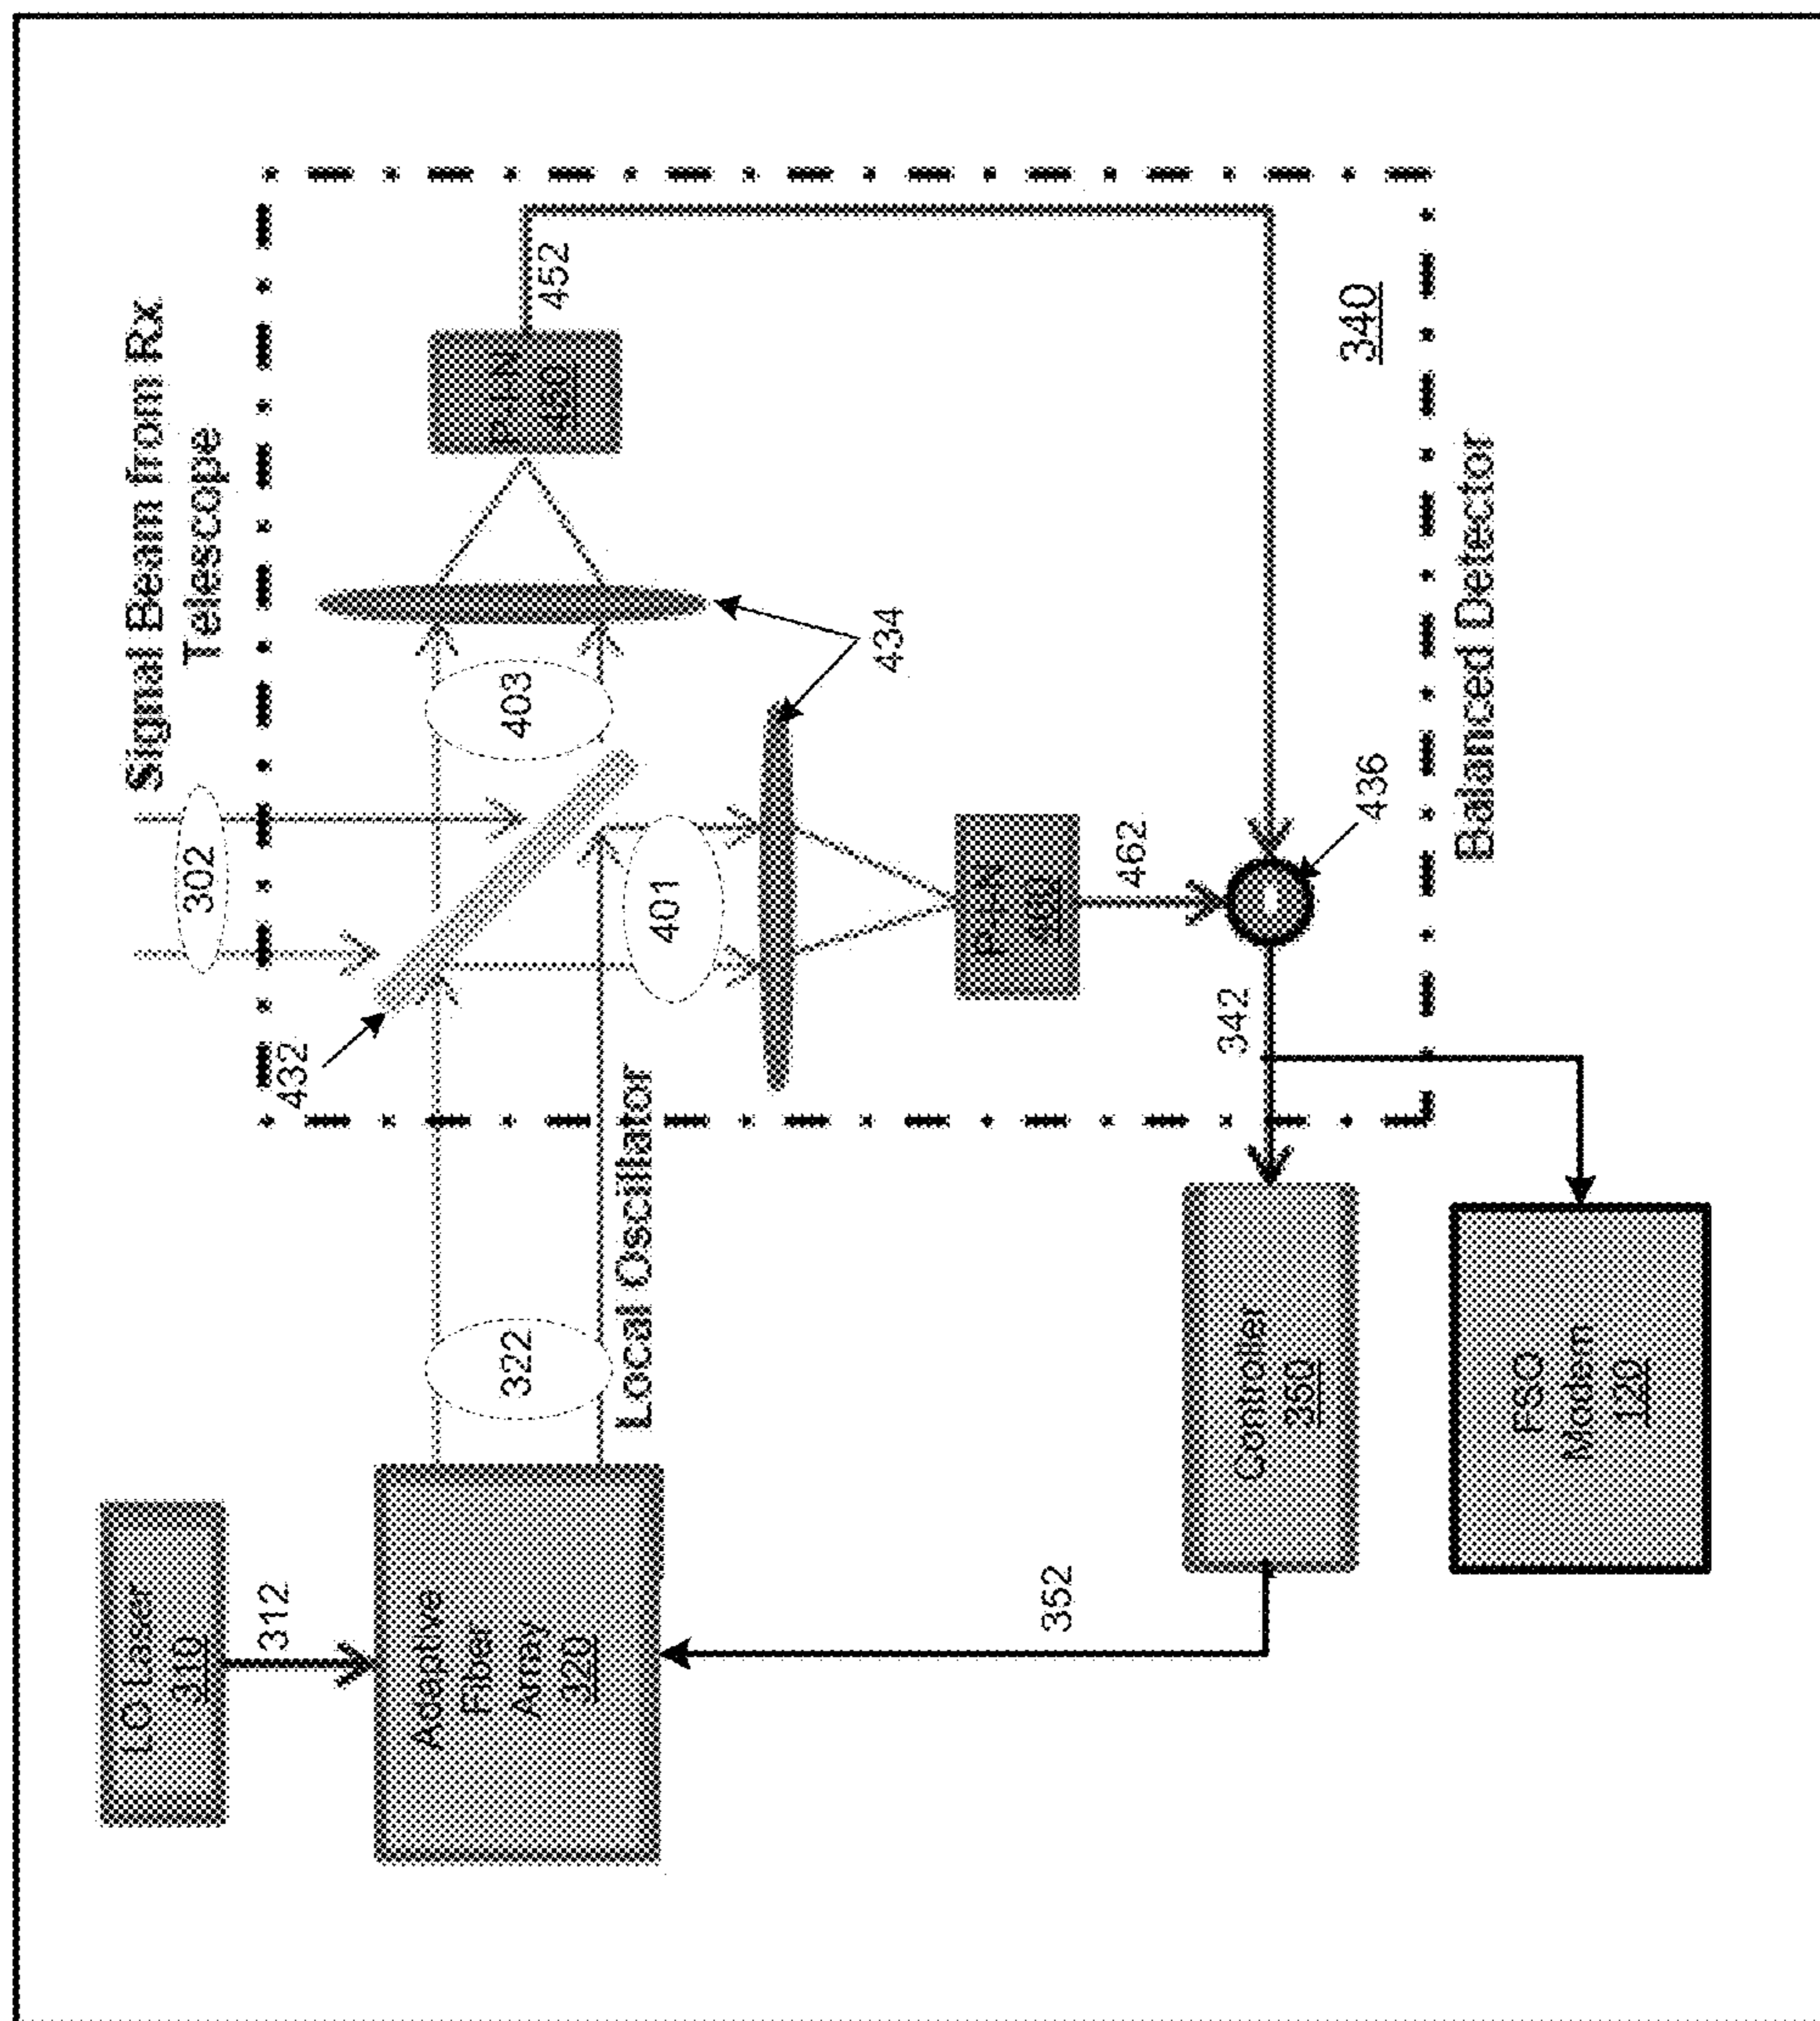 LO Laser
310
Signal Beam from Rx
Telescope
302
312
432
Adaptive
Fiber
Array
320
322
403
P-I-N
452
Local Oscillator
401
434
P-I-N
352
462
342
Controller
350
340
436
Balanced Detector
FSO
Modem
120